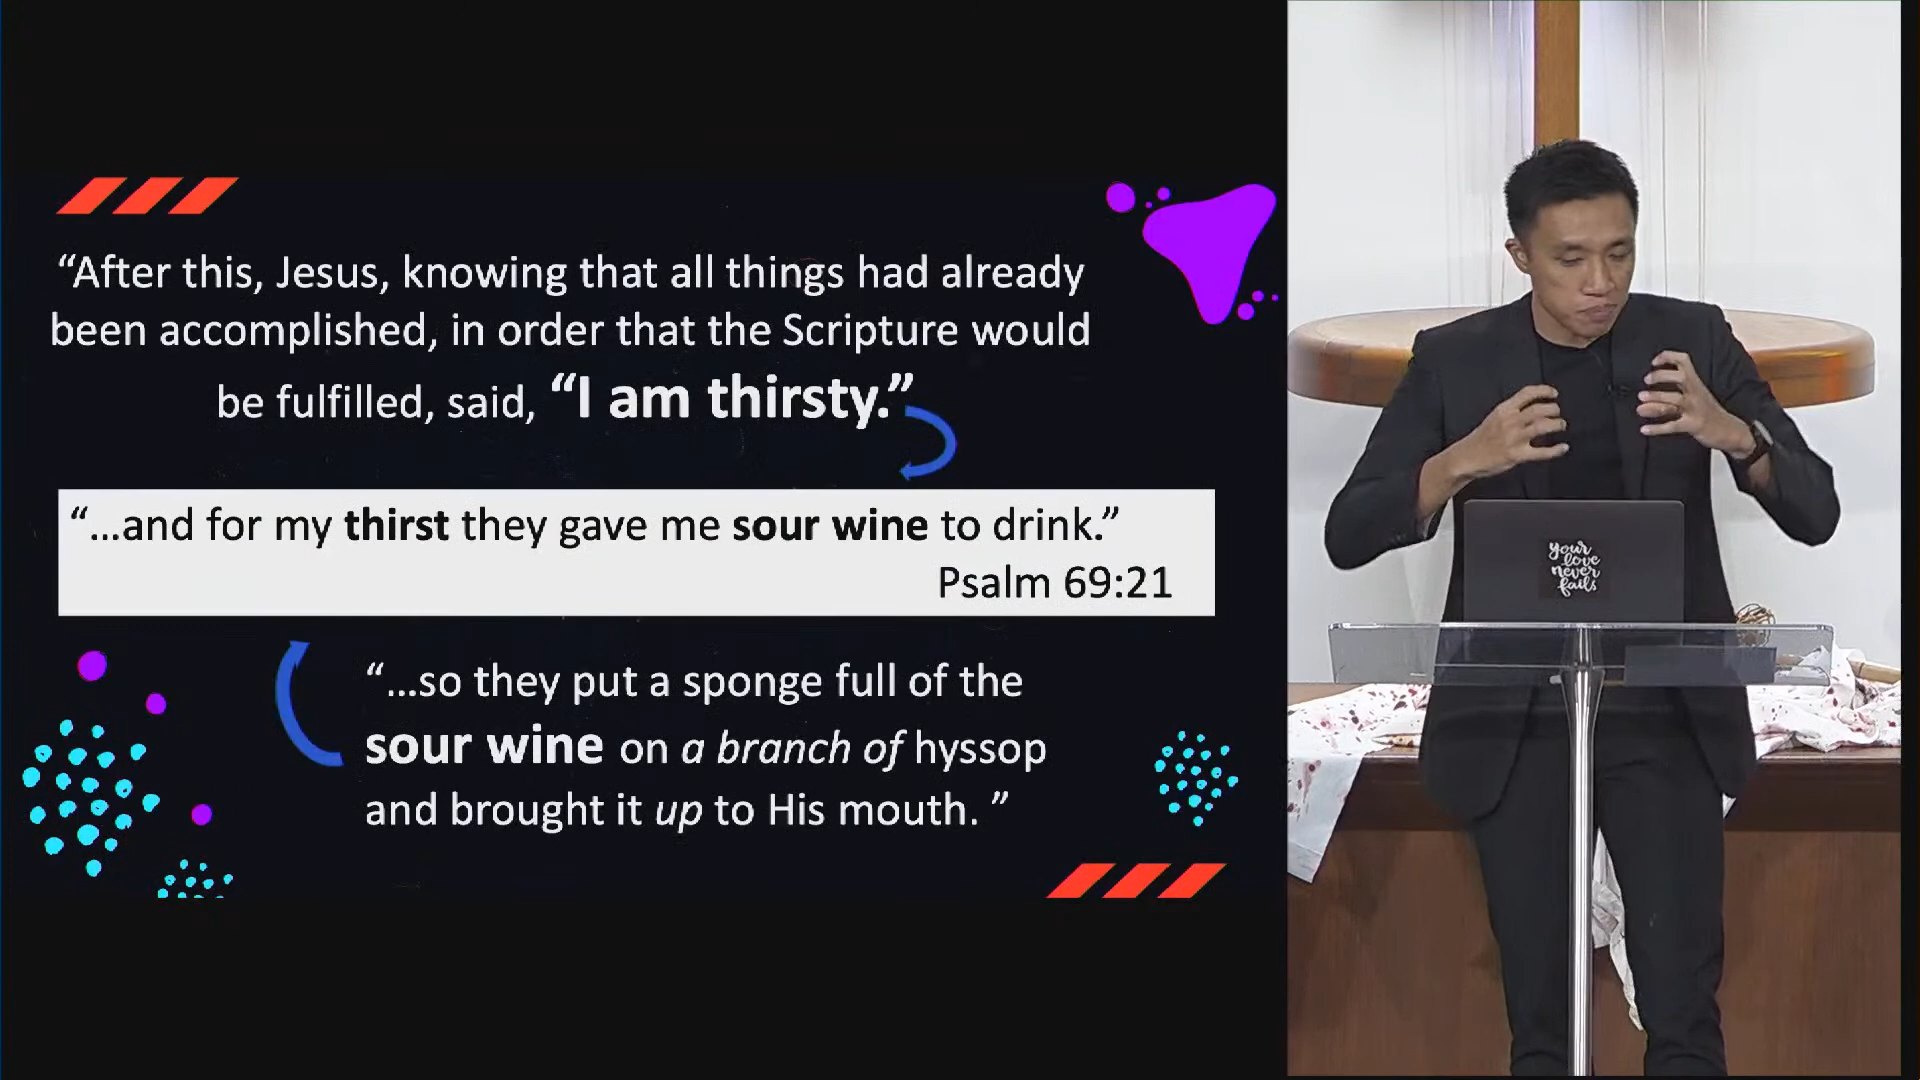 “After this, Jesus, knowing that all things had already
been accomplished, in order that the Scripture would
be fulfilled, said, “I am thirsty.”
“...and for my thirst they gave me sour wine to drink.”
Psalm 69:21
“...so they put a sponge full of the
sour wine on a branch of hyssop
and brought it up to His mouth. ”
your
love
never
fails